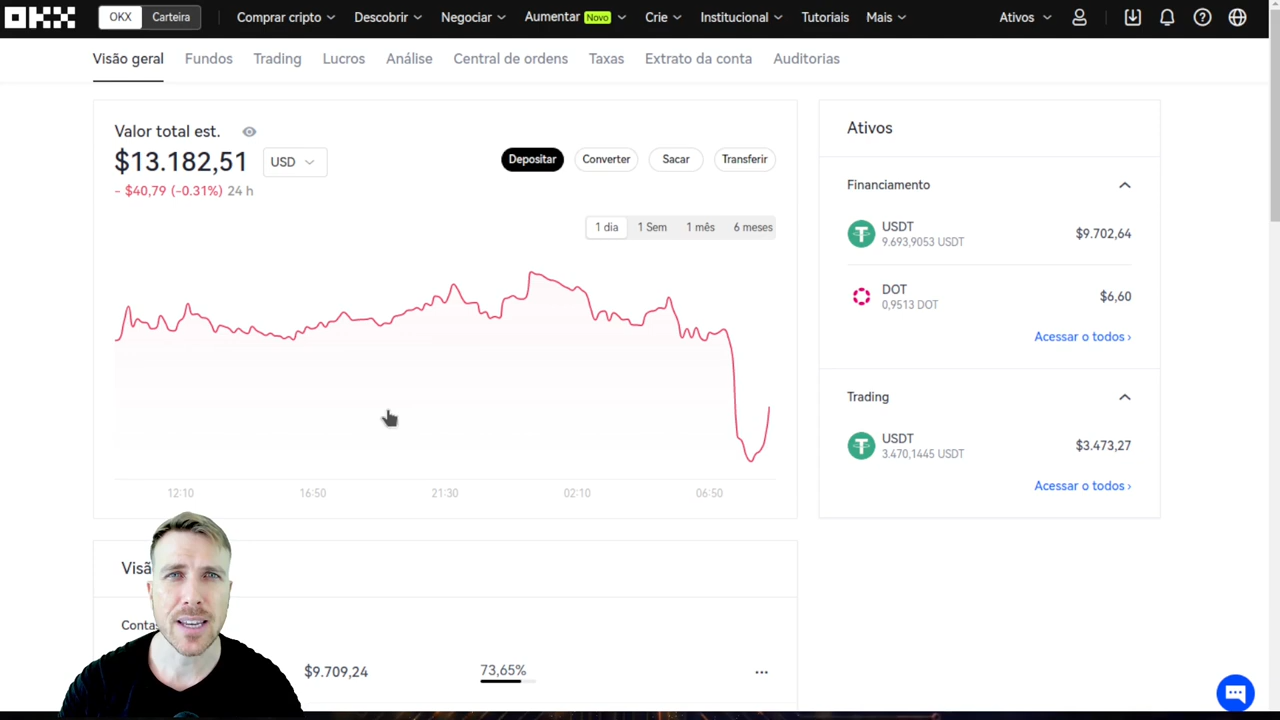 OKX
OKX Carteira
Comprar cripto Descobrir Negociar Aumentar Novo Crie Institucional Tutoriais Mais Ativos
Visão geral Fundos Trading Lucros Análise Central de ordens Taxas Extrato da conta Auditorias
Valor total est.
$13.182,51 USD
- $40,79 (-0.31%) 24 h
Depositar Converter Sacar Transferir
1 dia 1 Sem 1 mês 6 meses
12:10 16:50 21:30 02:10 06:50
Ativos
Financiamento
USDT
9.693,9053 USDT
$9.702,64
DOT
0,9513 DOT
$6,60
Acessar o todos ›
Trading
USDT
3.470,1445 USDT
$3.473,27
Acessar o todos ›
$9.709,24 73,65%